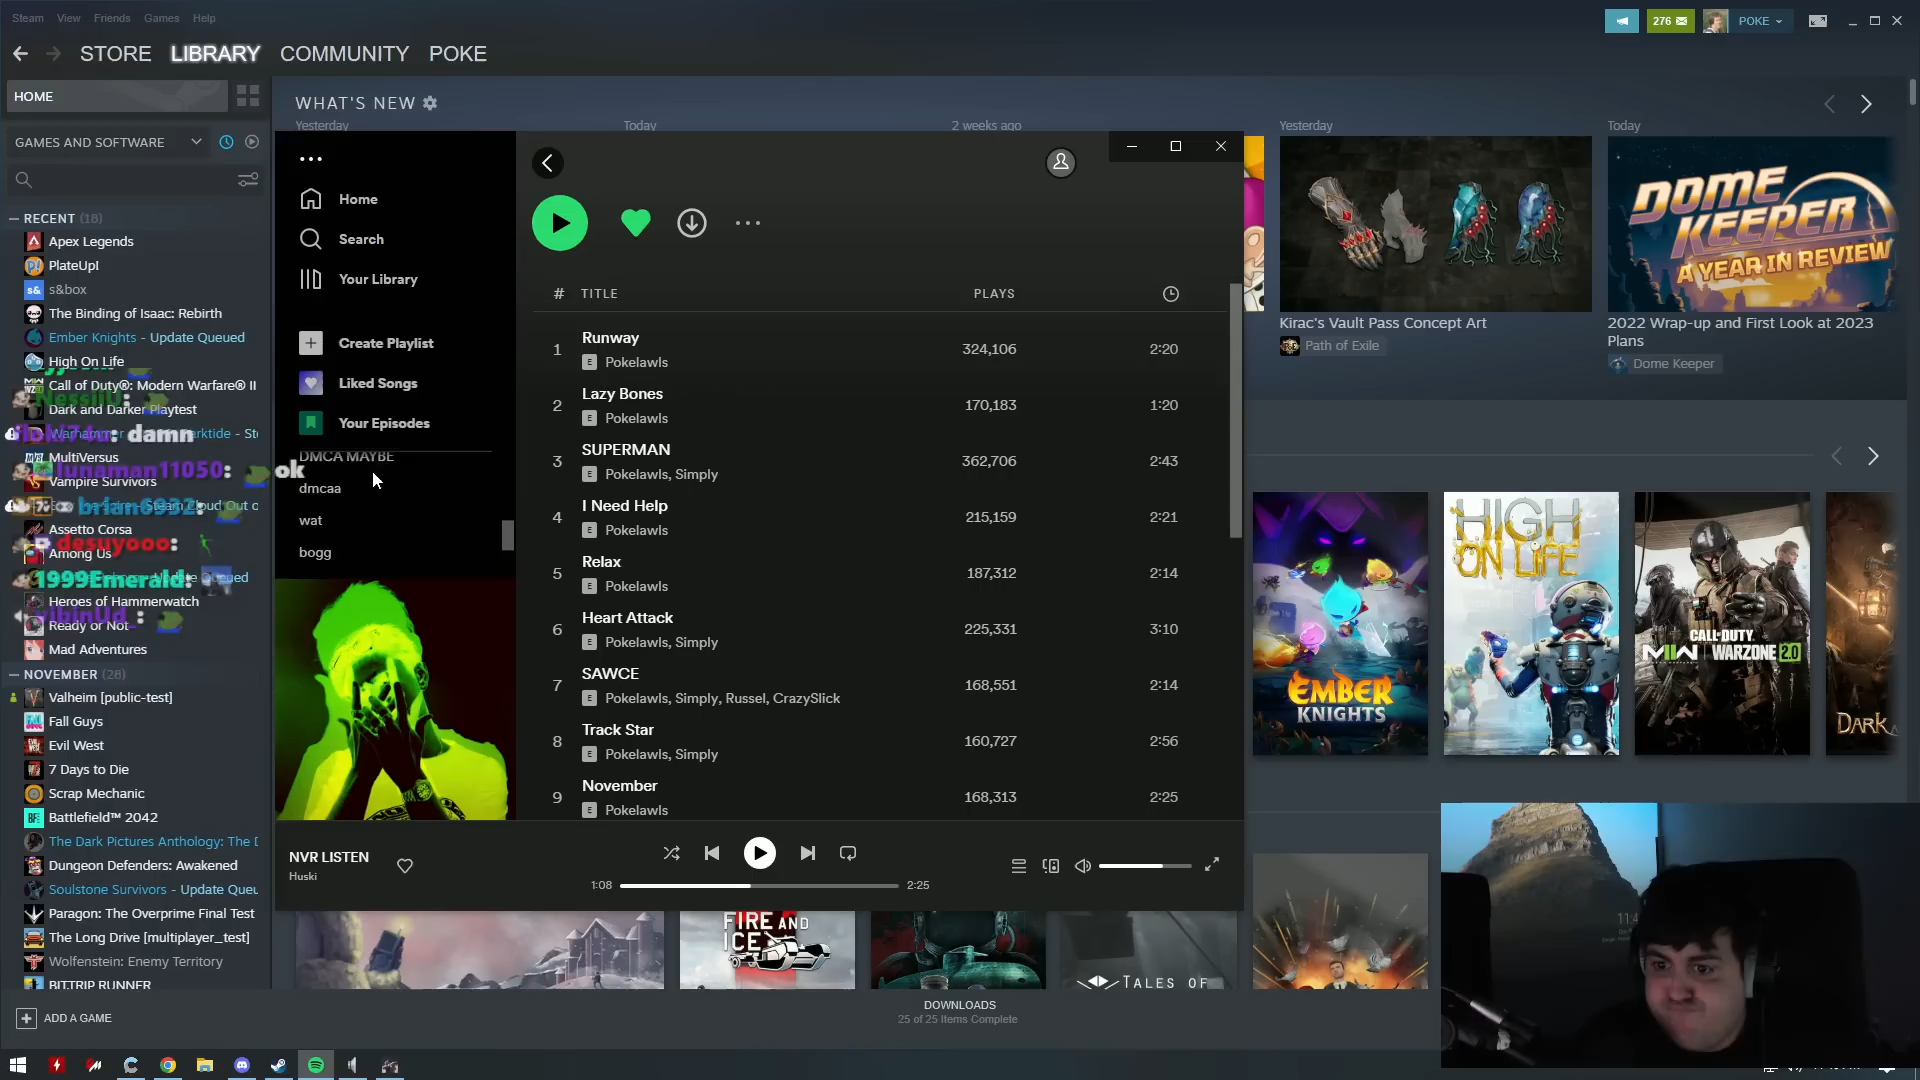 Steam View Friends Games Help
276
POKE
STORE LIBRARY COMMUNITY POKE
HOME
GAMES AND SOFTWARE
RECENT (18)
Apex Legends
PlateUp!
s&box
The Binding of Isaac: Rebirth
Ember Knights - Update Queued
High On Life
Call of Duty®: Modern Warfare® II
Dark and Darker Playtest
MultiVersus
Vampire Survivors
Assetto Corsa
Among Us
Heroes of Hammerwatch
Ready or Not
Mad Adventures
NOVEMBER (28)
Valheim [public-test]
Fall Guys
Evil West
7 Days to Die
Scrap Mechanic
Battlefield™ 2042
The Dark Pictures Anthology: The D
Dungeon Defenders: Awakened
Soulstone Survivors - Update Queu
Paragon: The Overprime Final Test
The Long Drive [multiplayer_test]
Wolfenstein: Enemy Territory
BIT.TRIP RUNNER
ADD A GAME
damn
lunaman11050: ok
brian6932:
desuyooo:
1999Emerald:
WHAT'S NEW
Yesterday
Today
2 weeks ago
Yesterday
Today
Kirac's Vault Pass Concept Art
Path of Exile
DOME KEEPER
A YEAR IN REVIEW
2022 Wrap-up and First Look at 2023 Plans
Dome Keeper
Home
Search
Your Library
Create Playlist
Liked Songs
Your Episodes
DMCA MAYBE
dmcaa
wat
bogg
# TITLE PLAYS
1 Runway 324,106 2:20
E Pokelawls
2 Lazy Bones 170,183 1:20
E Pokelawls
3 SUPERMAN 362,706 2:43
E Pokelawls, Simply
4 I Need Help 215,159 2:21
E Pokelawls
5 Relax 187,312 2:14
E Pokelawls
6 Heart Attack 225,331 3:10
E Pokelawls, Simply
7 SAWCE 168,551 2:14
E Pokelawls, Simply, Russel, CrazySlick
8 Track Star 160,727 2:56
E Pokelawls, Simply
9 November 168,313 2:25
E Pokelawls
NVR LISTEN
Huski
1:08
2:25
EMBER KNIGHTS
HIGH ON LIFE
CALL OF DUTY
MW WARZONE 2.0
DARK
FIRE AND ICE
TALES OF
DOWNLOADS
25 of 25 Items Complete